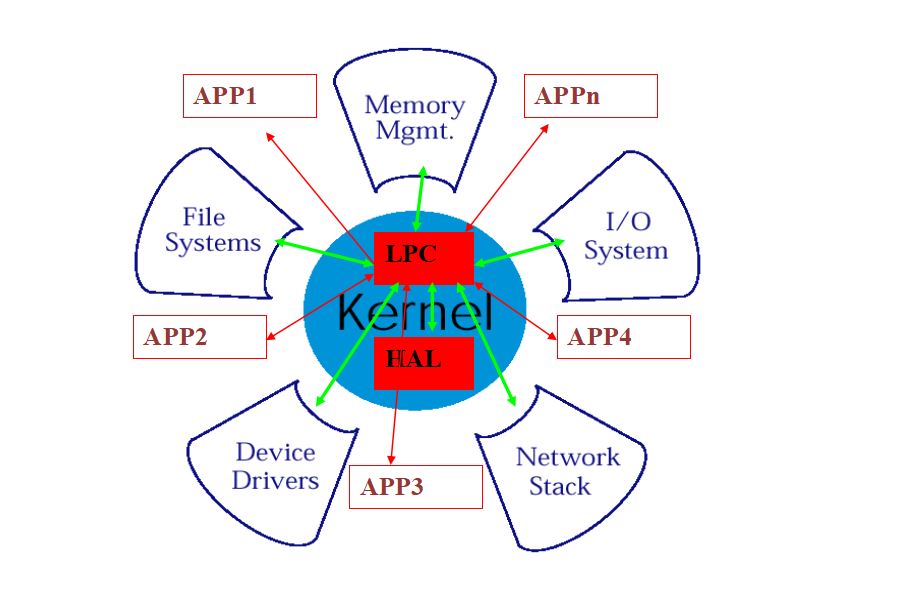 APP1
Memory
Mgmt.
APPn
File
Systems
I/O
System
LPC
Kernel
APP2
HAL
APP4
Device
Drivers
APP3
Network
Stack